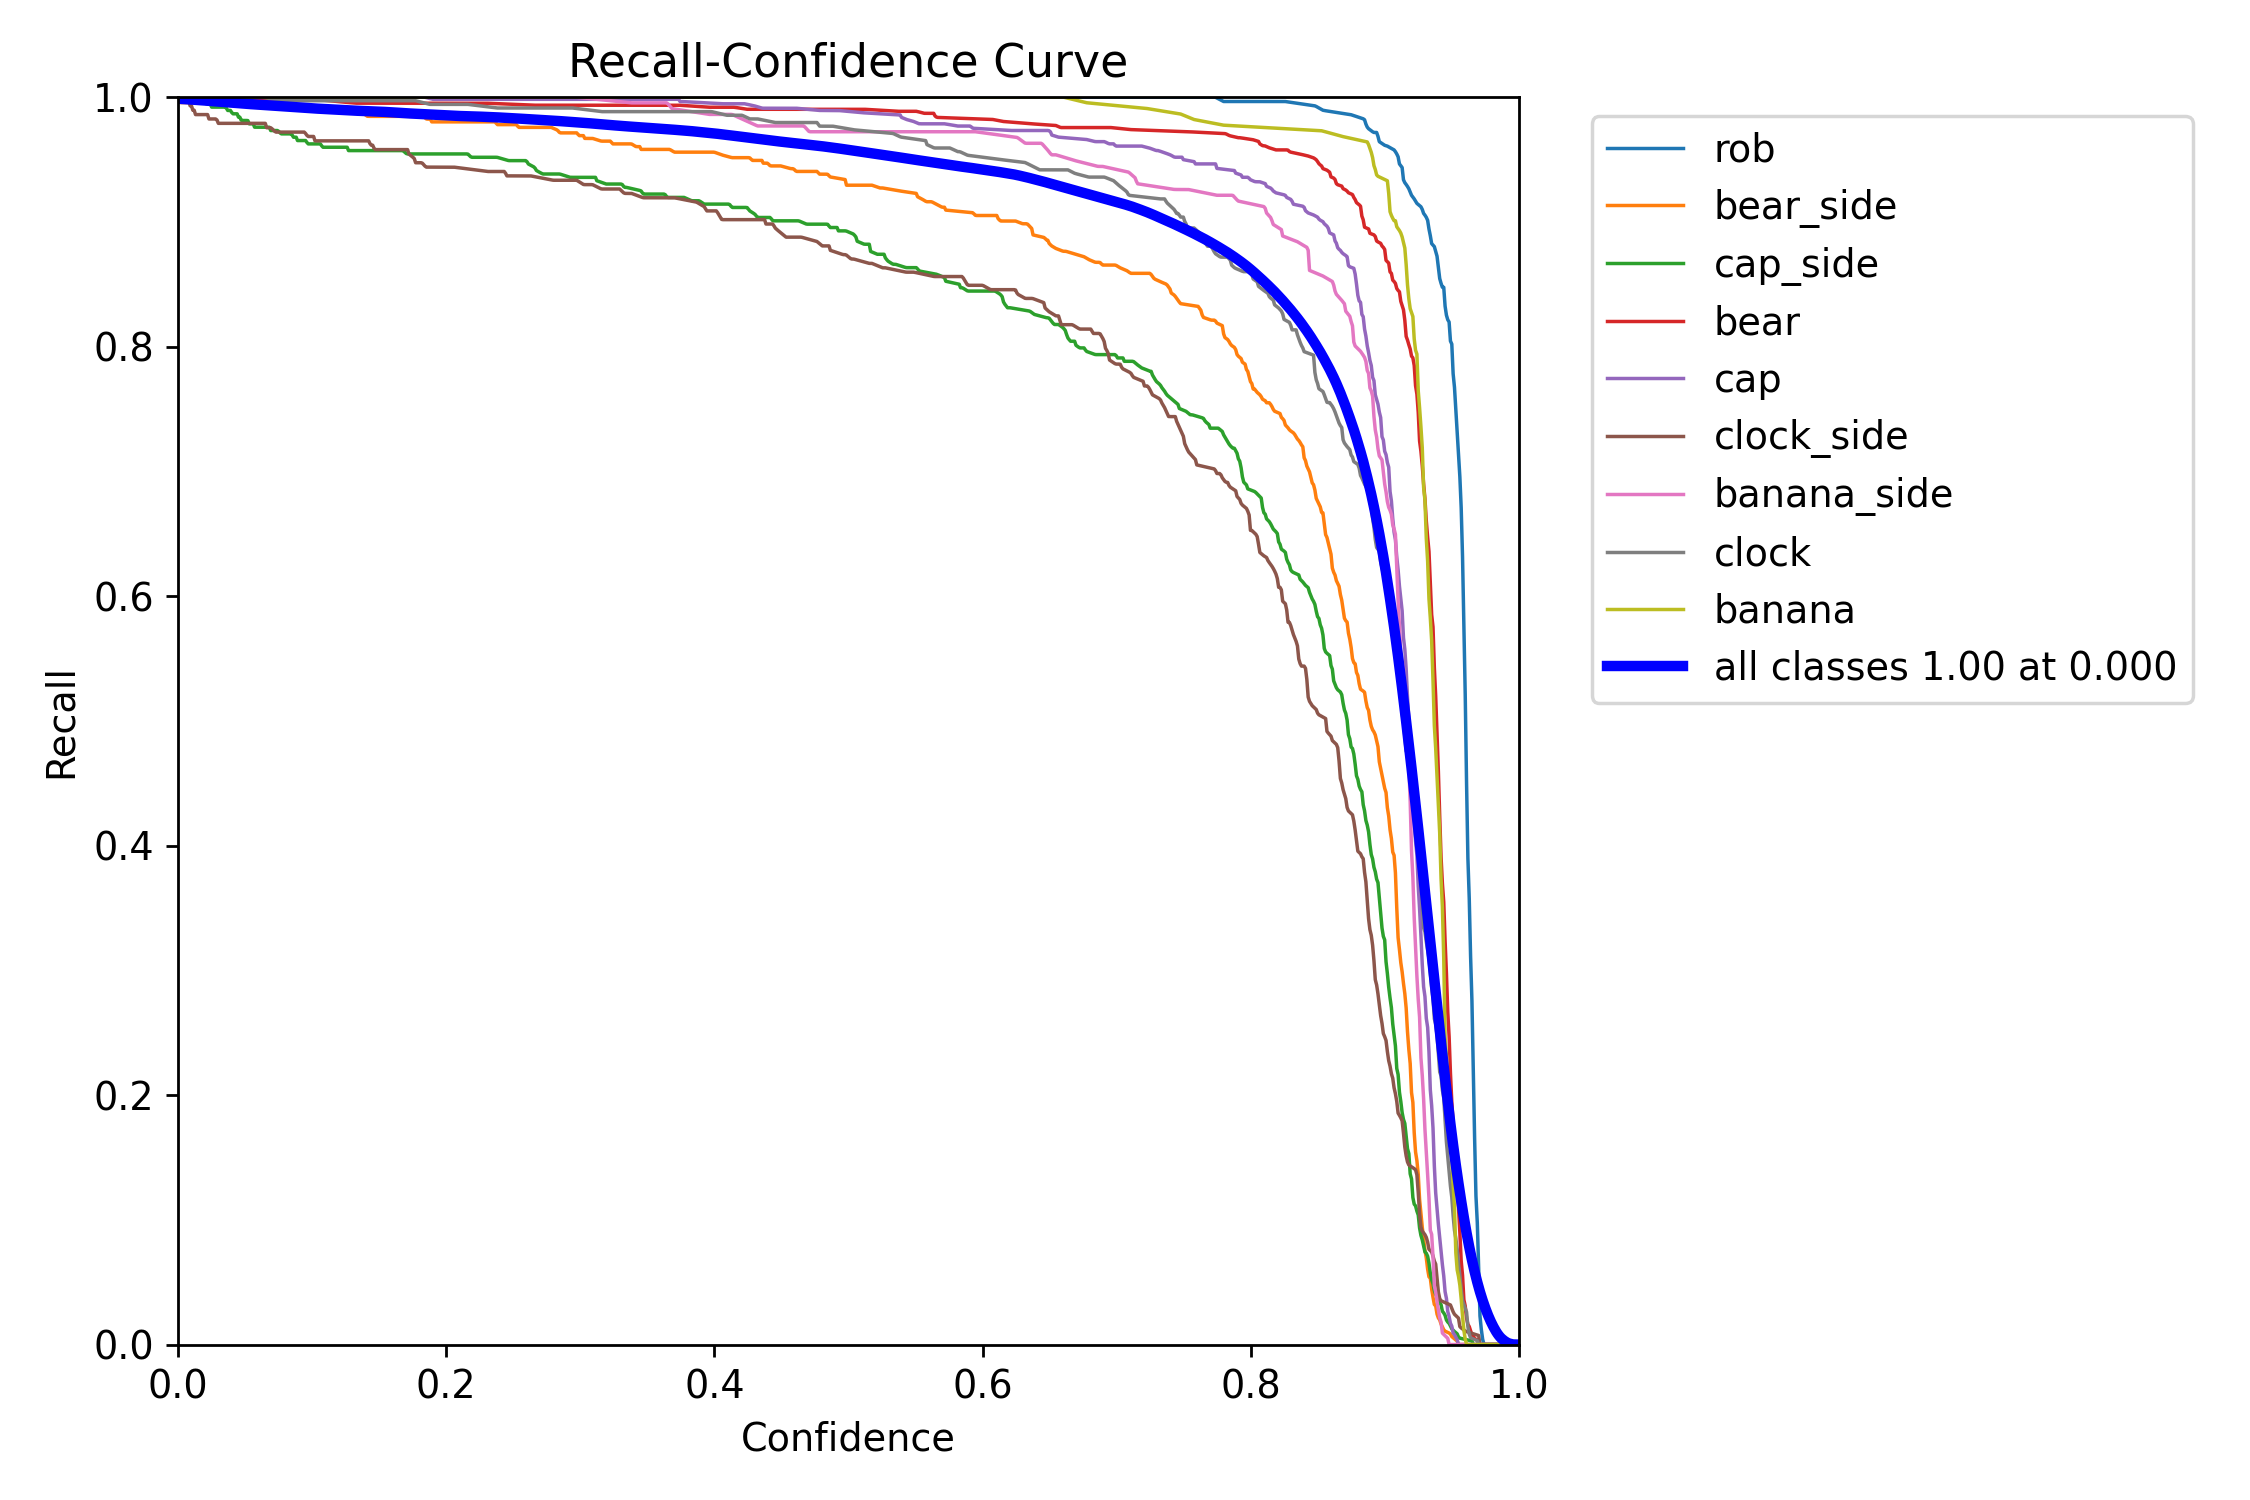 Recall-Confidence Curve
1.0
0.8
0.6
0.4
0.2
0.0
Recall
0.0 0.2 0.4 0.6 0.8 1.0
Confidence
rob
bear_side
cap_side
bear
cap
clock_side
banana_side
clock
banana
all classes 1.00 at 0.000